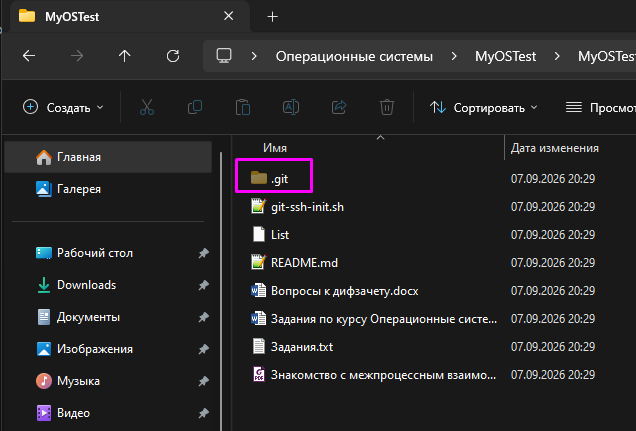 MyOSTest
Операционные системы > MyOSTest > MyOSTest
Создать Сортировать Просмот
Главная
Галерея
Рабочий стол
Downloads
Документы
Изображения
Музыка
Видео
Имя Дата изменения
.git 07.09.2026 20:29
git-ssh-init.sh 07.09.2026 20:29
List 07.09.2026 20:29
README.md 07.09.2026 20:29
Вопросы к дифзачету.docx 07.09.2026 20:29
Задания по курсу Операционные систе... 07.09.2026 20:29
Задания.txt 07.09.2026 20:29
Знакомство с межпроцессным взаимо... 07.09.2026 20:29